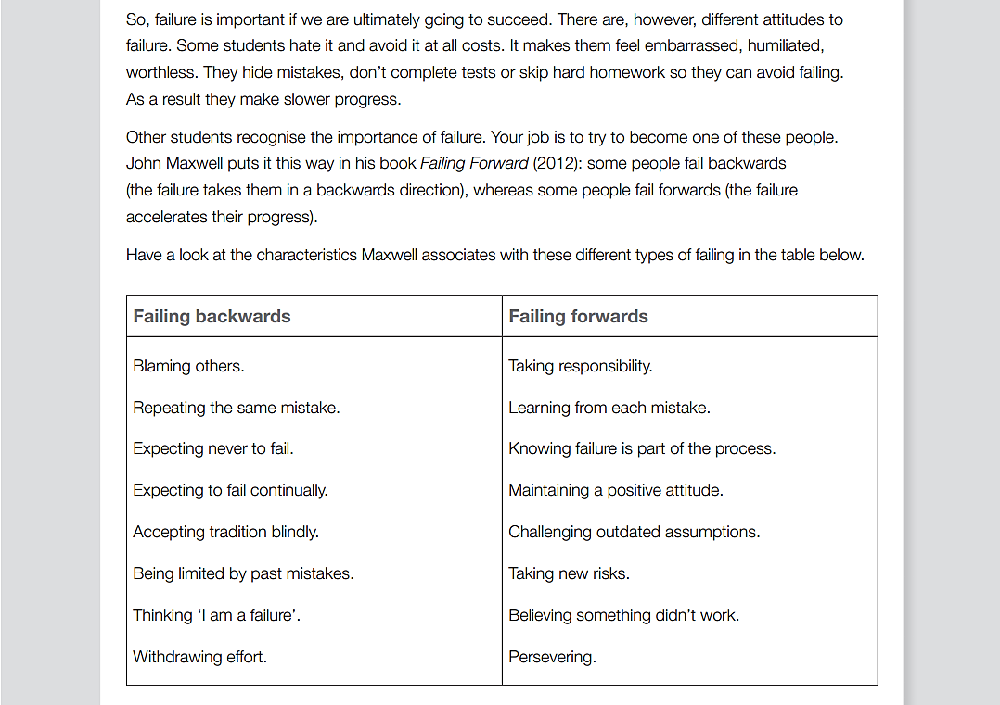 So, failure is important if we are ultimately going to succeed. There are, however, different attitudes to
failure. Some students hate it and avoid it at all costs. It makes them feel embarrassed, humiliated,
worthless. They hide mistakes, don’t complete tests or skip hard homework so they can avoid failing.
As a result they make slower progress.
Other students recognise the importance of failure. Your job is to try to become one of these people.
John Maxwell puts it this way in his book Failing Forward (2012): some people fail backwards
(the failure takes them in a backwards direction), whereas some people fail forwards (the failure
accelerates their progress).
Have a look at the characteristics Maxwell associates with these different types of failing in the table below.
Failing backwards Failing forwards
Blaming others. Taking responsibility.
Repeating the same mistake. Learning from each mistake.
Expecting never to fail. Knowing failure is part of the process.
Expecting to fail continually. Maintaining a positive attitude.
Accepting tradition blindly. Challenging outdated assumptions.
Being limited by past mistakes. Taking new risks.
Thinking ‘I am a failure’. Believing something didn’t work.
Withdrawing effort. Persevering.